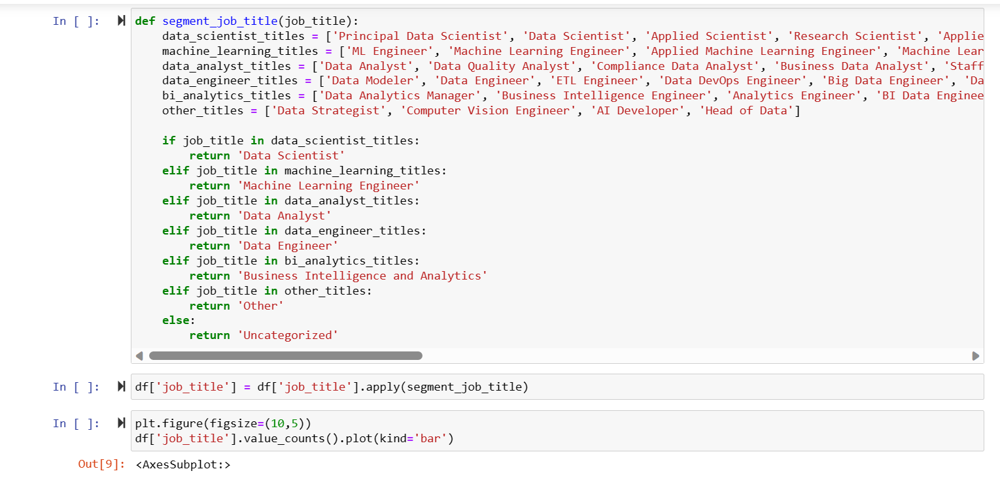 In [ ]:
def segment_job_title(job_title):
    data_scientist_titles = ['Principal Data Scientist', 'Data Scientist', 'Applied Scientist', 'Research Scientist', 'Applie
    machine_learning_titles = ['ML Engineer', 'Machine Learning Engineer', 'Applied Machine Learning Engineer', 'Machine Lear
    data_analyst_titles = ['Data Analyst', 'Data Quality Analyst', 'Compliance Data Analyst', 'Business Data Analyst', 'Staff
    data_engineer_titles = ['Data Modeler', 'Data Engineer', 'ETL Engineer', 'Data DevOps Engineer', 'Big Data Engineer', 'Da
    bi_analytics_titles = ['Data Analytics Manager', 'Business Intelligence Engineer', 'Analytics Engineer', 'BI Data Enginee
    other_titles = ['Data Strategist', 'Computer Vision Engineer', 'AI Developer', 'Head of Data']
    if job_title in data_scientist_titles:
        return 'Data Scientist'
    elif job_title in machine_learning_titles:
        return 'Machine Learning Engineer'
    elif job_title in data_analyst_titles:
        return 'Data Analyst'
    elif job_title in data_engineer_titles:
        return 'Data Engineer'
    elif job_title in bi_analytics_titles:
        return 'Business Intelligence and Analytics'
    elif job_title in other_titles:
        return 'Other'
    else:
        return 'Uncategorized'
In [ ]:
df['job_title'] = df['job_title'].apply(segment_job_title)
In [ ]:
plt.figure(figsize=(10,5))
df['job_title'].value_counts().plot(kind='bar')
Out[9]: <AxesSubplot:>